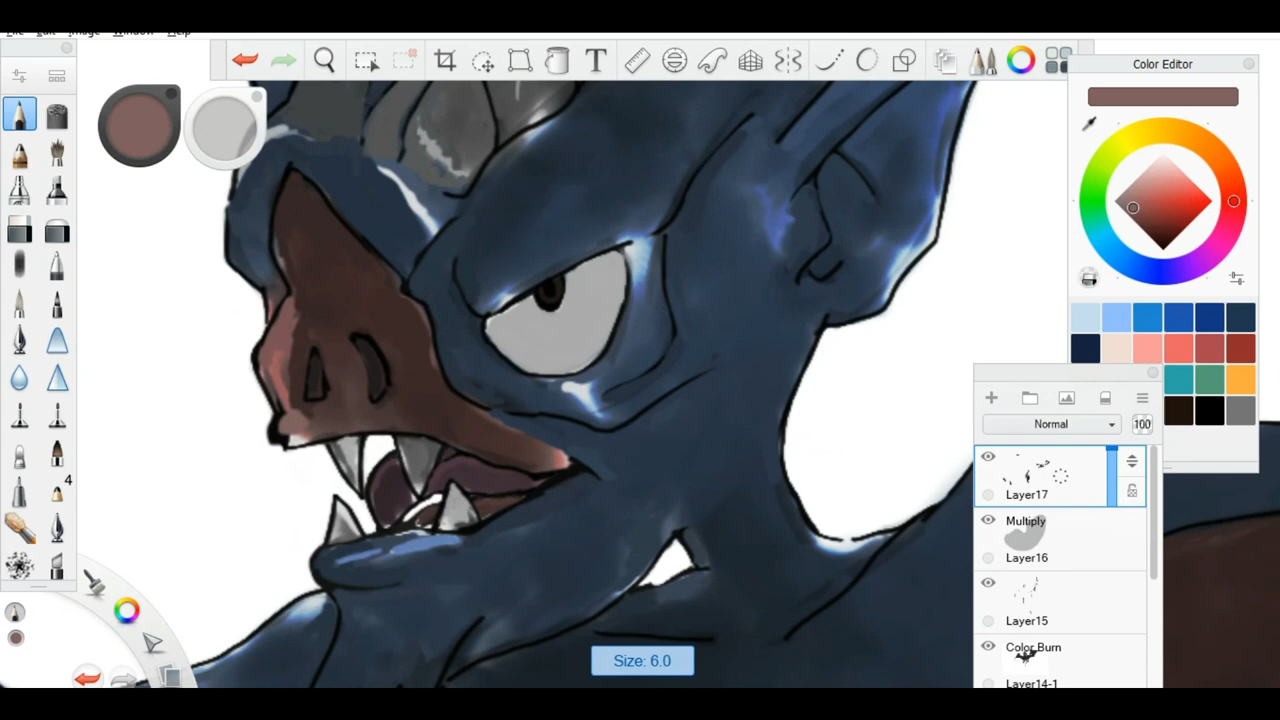 File Edit Image Window Help
T
Color Editor
Normal 100
Layer17
Multiply
Layer16
Layer15
Color Burn
Layer14-1
4
Size: 6.0